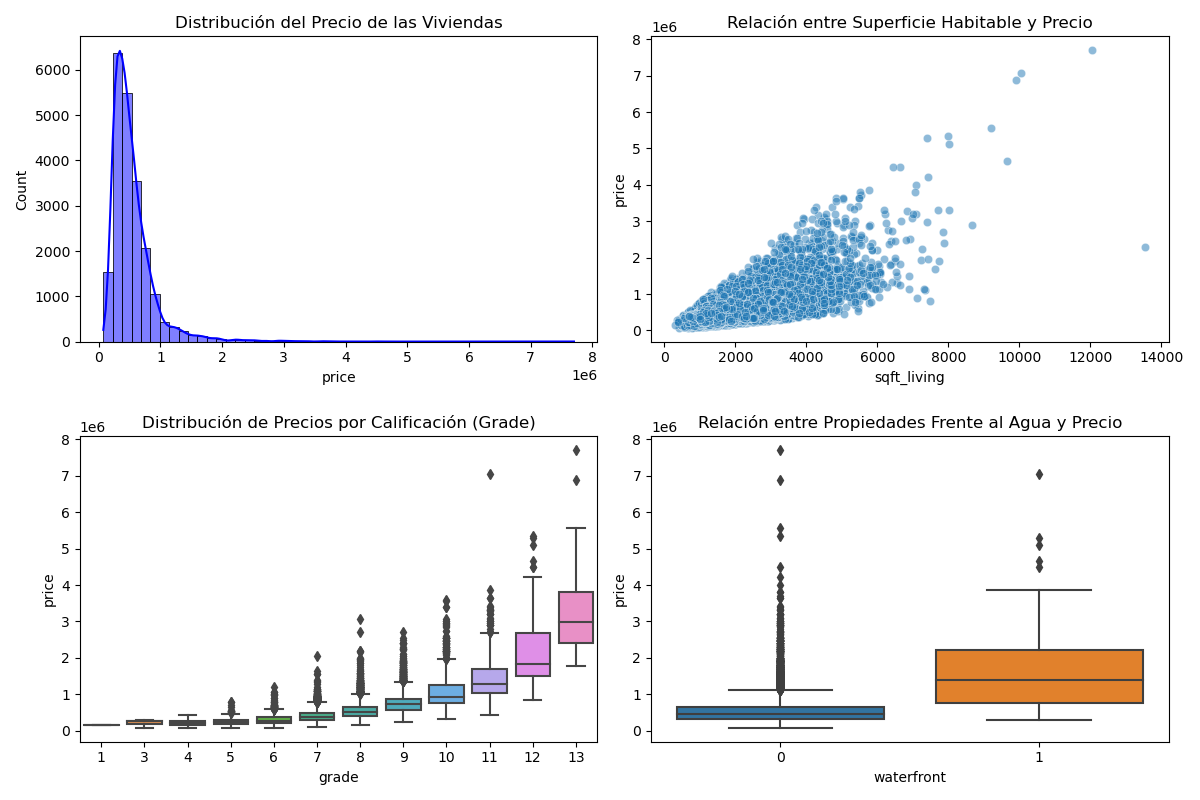 Distribución del Precio de las Viviendas
6000
5000
4000
3000
2000
1000
0
Count
0 1 2 3 4 5 6 7 8
1e6
price
Relación entre Superficie Habitable y Precio
1e6
8
7
6
5
4
3
2
1
0
price
0 2000 4000 6000 8000 10000 12000 14000
sqft_living
Distribución de Precios por Calificación (Grade)
1e6
8
7
6
5
4
3
2
1
0
price
1 3 4 5 6 7 8 9 10 11 12 13
grade
Relación entre Propiedades Frente al Agua y Precio
1e6
8
7
6
5
4
3
2
1
0
price
0 1
waterfront